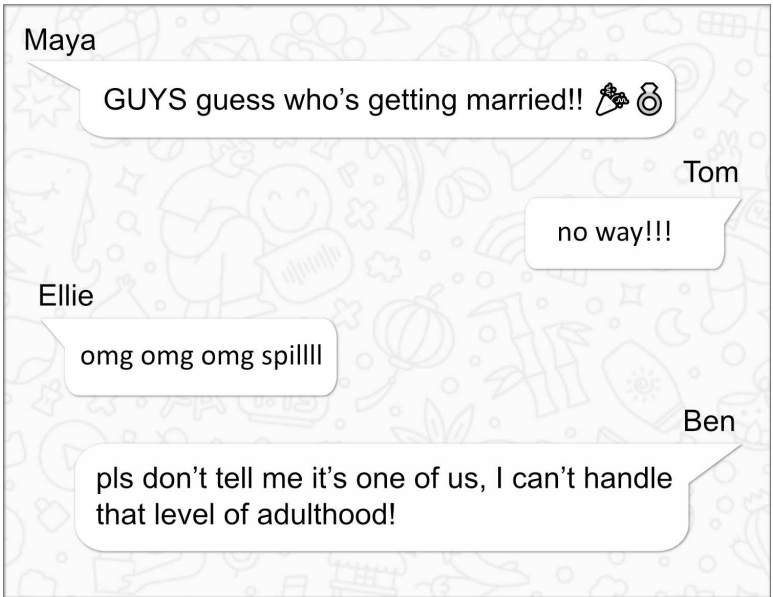 Maya
GUYS guess who’s getting married!! 🎉💍
Tom
no way!!!
Ellie
omg omg omg spillll
Ben
pls don’t tell me it’s one of us, I can’t handle
that level of adulthood!